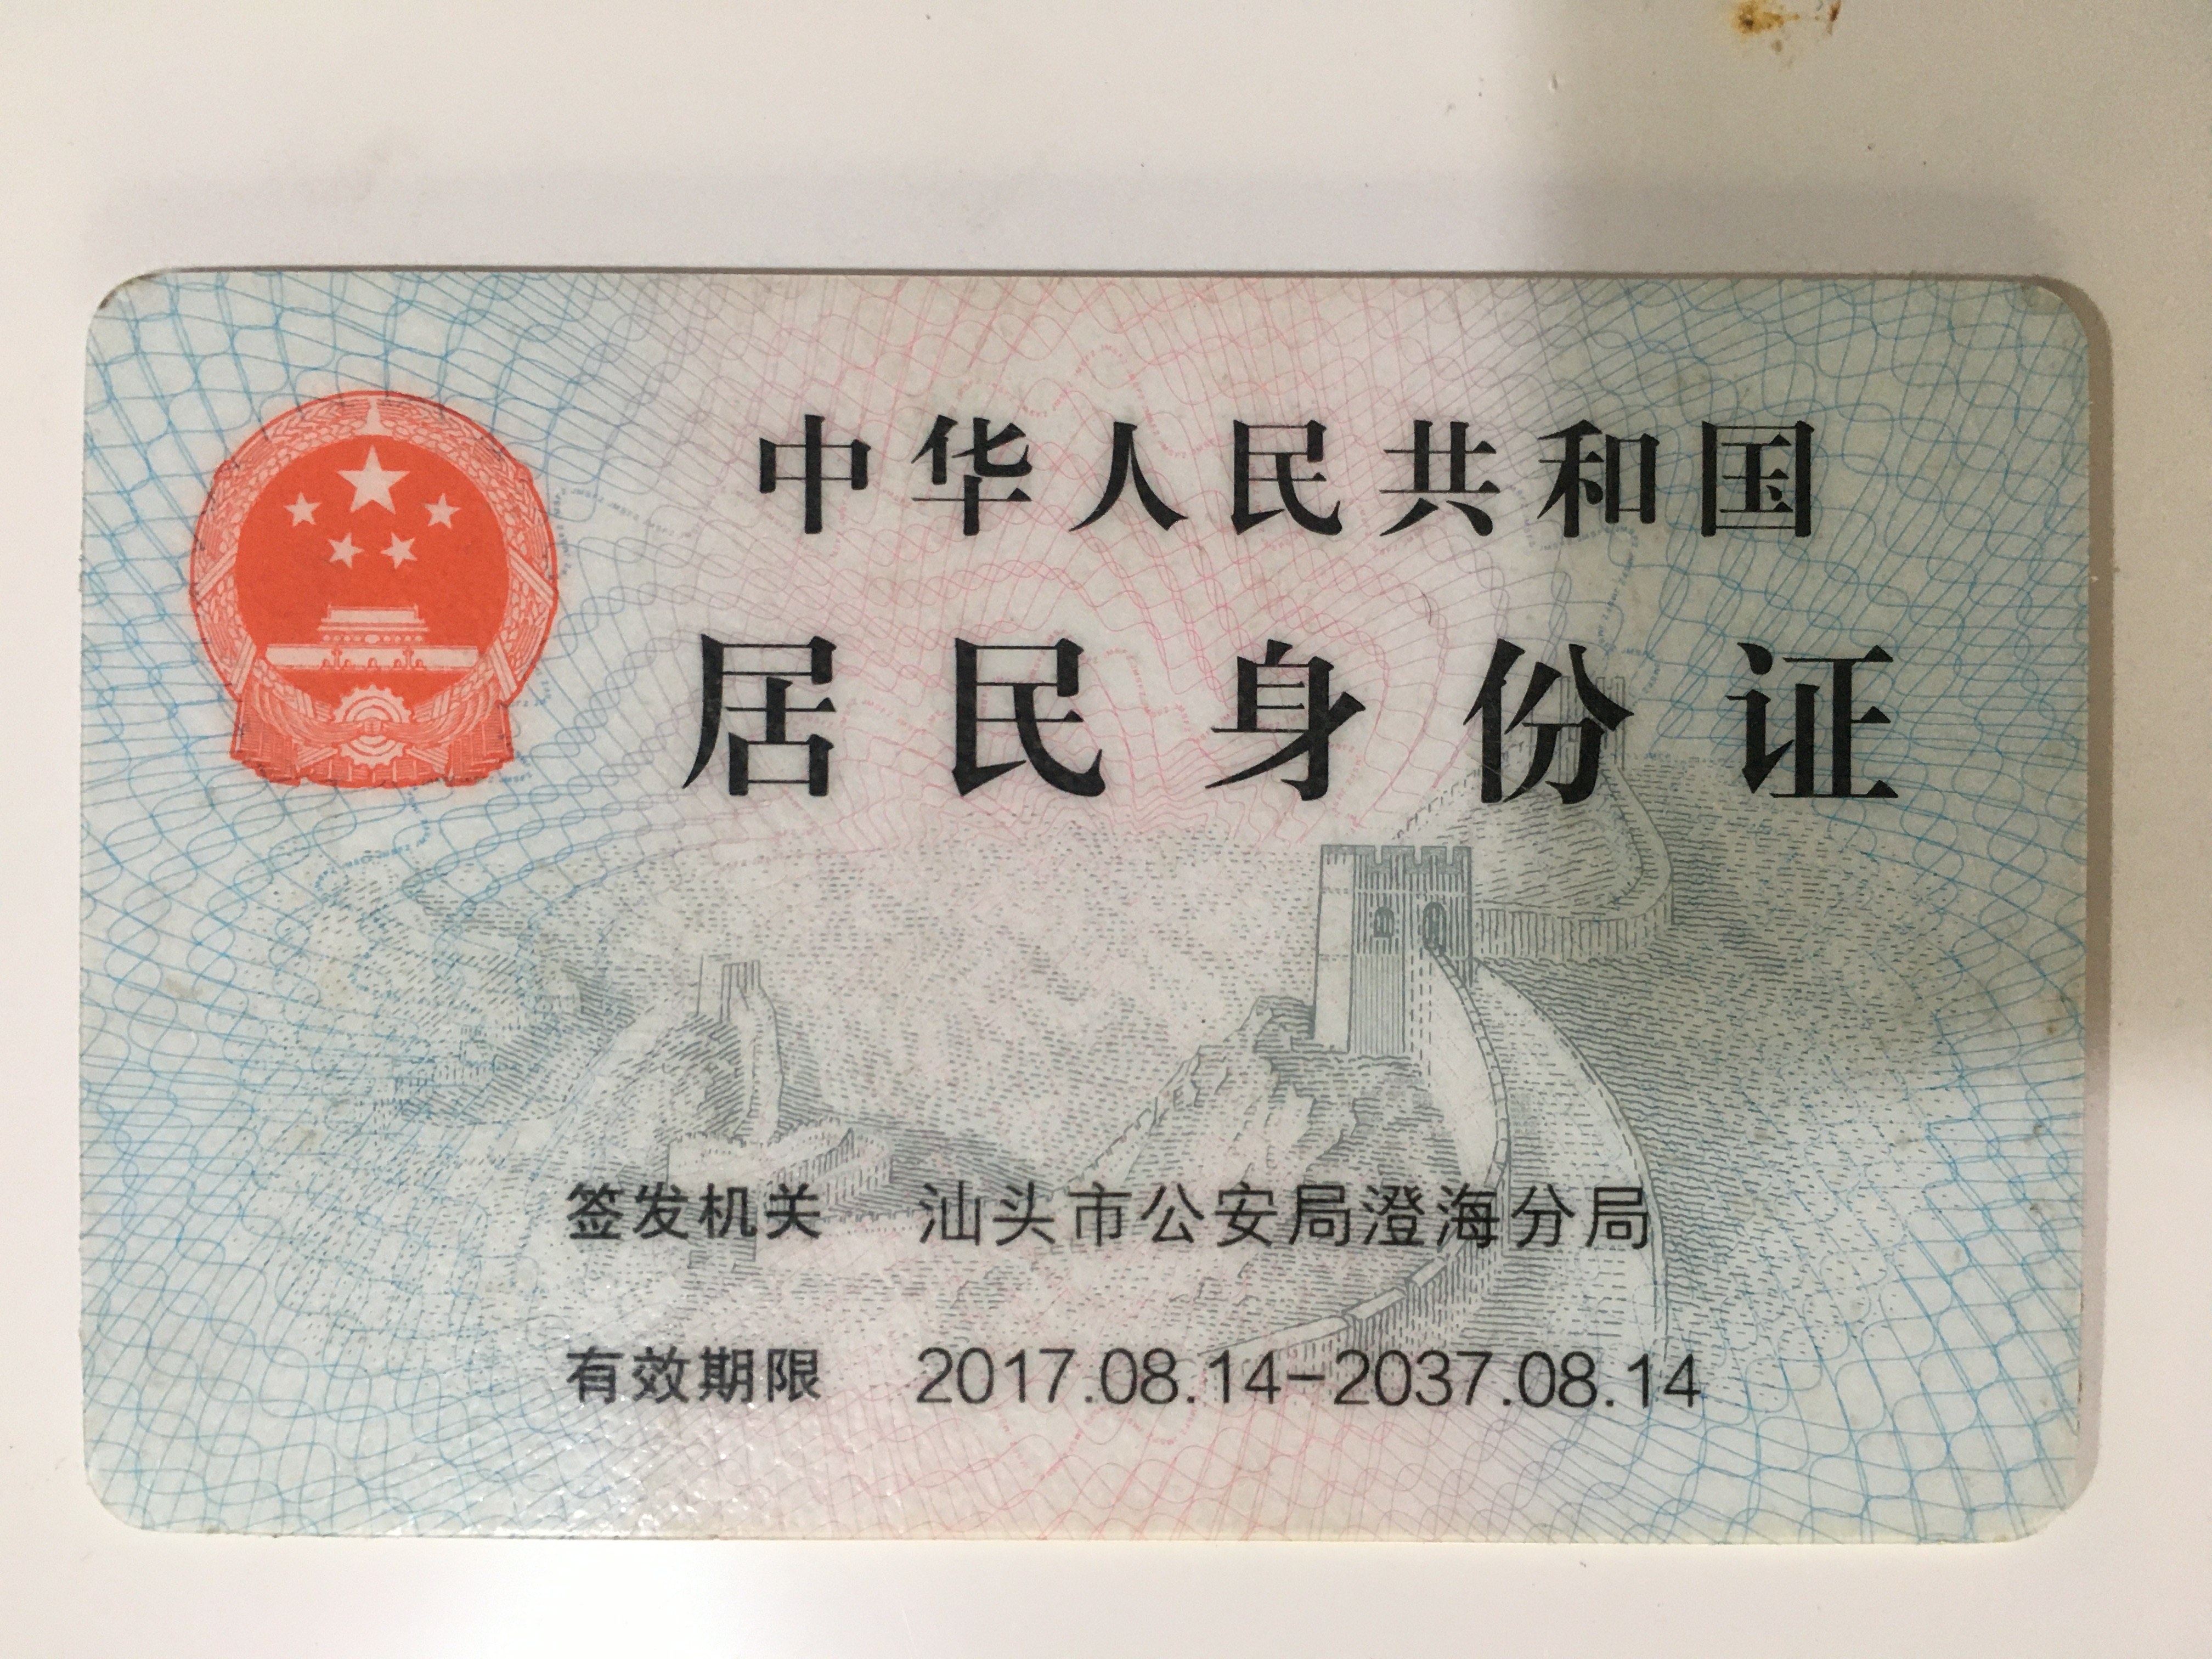 中华人民共和国
居民身份证
签发机关 汕头市公安局澄海分局
有效期限 2017.08.14-2037.08.14